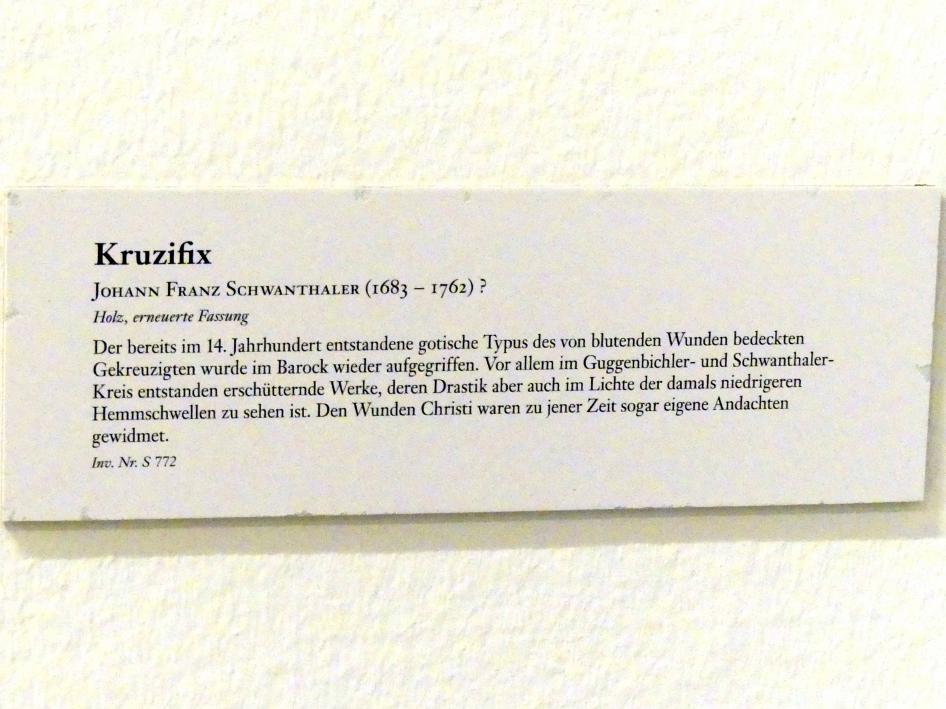 Kruzifix
Johann Franz Schwanthaler (1683 – 1762) ?
Holz, erneuerte Fassung
Der bereits im 14. Jahrhundert entstandene gotische Typus des von blutenden Wunden bedeckten
Gekreuzigten wurde im Barock wieder aufgegriffen. Vor allem im Guggenbichler- und Schwanthaler-
Kreis entstanden erschütternde Werke, deren Drastik aber auch im Lichte der damals niedrigeren
Hemmschwellen zu sehen ist. Den Wunden Christi waren zu jener Zeit sogar eigene Andachten
gewidmet.
Inv. Nr. S 772